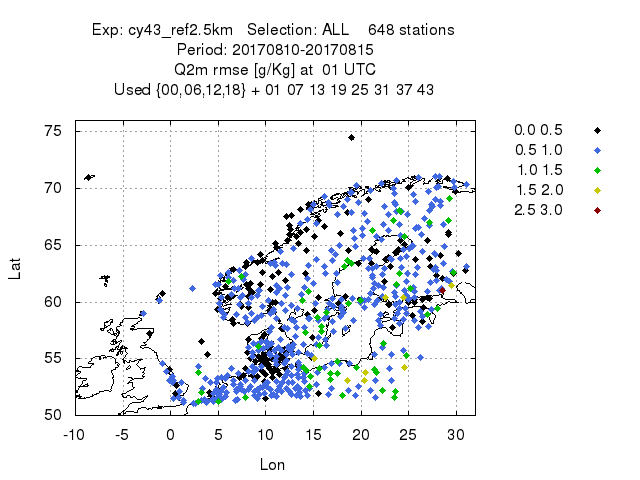 Exp: cy43_ref2.5km   Selection: ALL    648 stations
Period: 20170810-20170815
Q2m rmse [g/Kg] at  01 UTC
Used {00,06,12,18} + 01 07 13 19 25 31 37 43
0.0 0.5
0.5 1.0
1.0 1.5
1.5 2.0
2.5 3.0
75
70
65
60
55
50
Lat
-10 -5 0 5 10 15 20 25 30
Lon